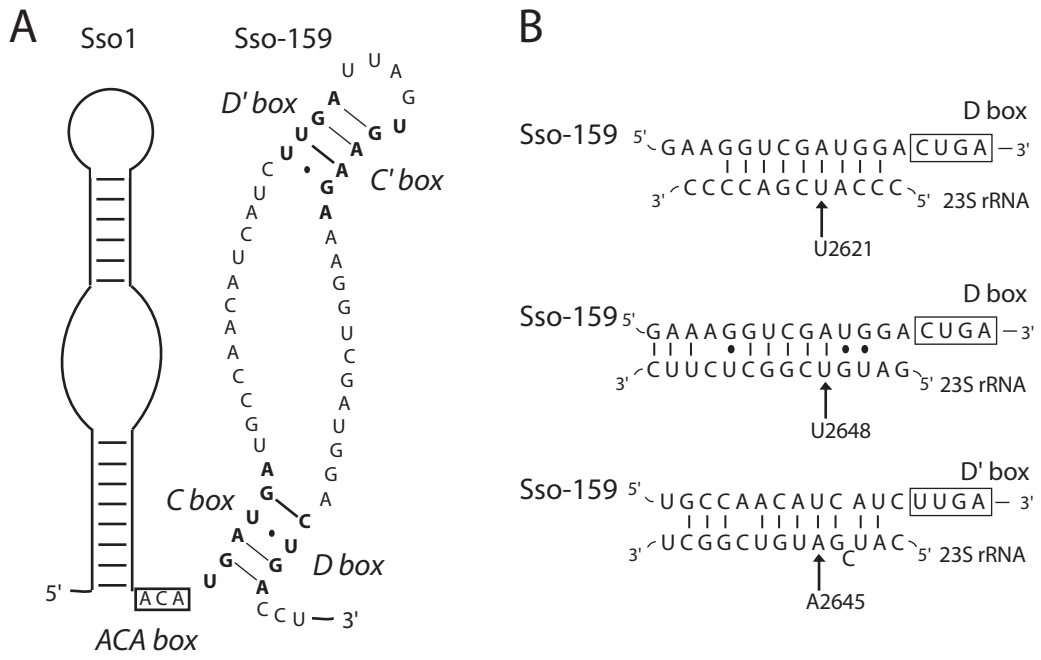 A
Sso1
Sso-159
D' box
C' box
C box
D box
UGAUGAUGCCAACAUCAUCUUGAUUAGUGAAGAAAGGUCGAUGGACUGACCU
3'
5'
ACA
ACA box
B
D box
Sso-159 5' GAAGGUCGAUGGA CUGA 3'
3' CCCCAGCUACCC 5' 23S rRNA
U2621
D box
Sso-159 5' GAAAGGUCGAUGGA CUGA 3'
3' CUUCUCGGCUGUAG 5' 23S rRNA
U2648
D' box
Sso-159 5' UGCCAACAUC AUC UUGA 3'
3' UCGGCUGUAG UAC 5' 23S rRNA
C
A2645